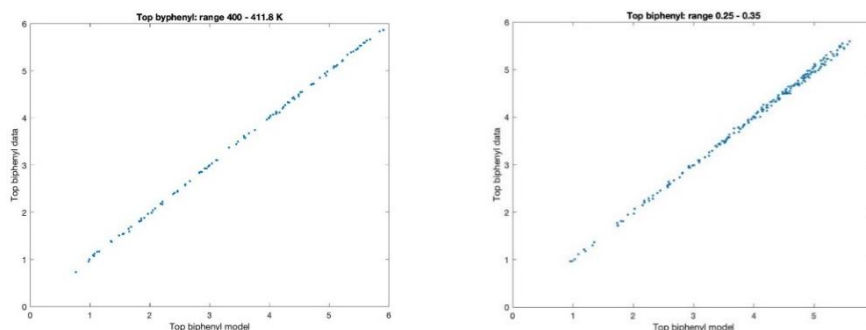 Top byphenyl: range 400 - 411.8 K
6
5
4
3
2
1
0
Top biphenyl data
0 1 2 3 4 5 6
Top biphenyl model
Top biphenyl: range 0.25 - 0.35
6
5
4
3
2
1
0
Top biphenyl data
0 1 2 3 4 5
Top biphenyl model